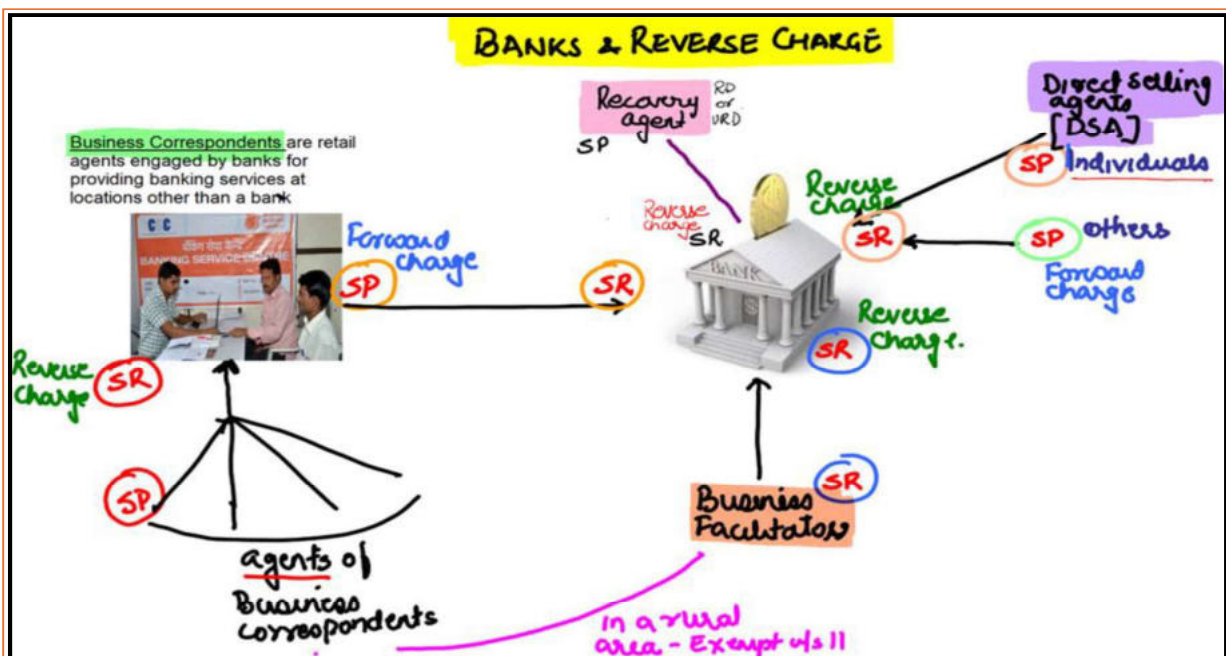 BANKS & REVERSE CHARGE
Recovery
agent
RD
or
URD
SP
Direct selling
agents
[DSA]
SP Individuals
Business Correspondents are retail
agents engaged by banks for
providing banking services at
locations other than a bank
Reverse
charge
SR
Reverse
charge
SR
SP others
Forward
charge
BANKING SERVICE
Forward
charge
SP
SR
BANK
Reverse
charge.
SR
Reverse
charge
SR
SP
SR
Business
Facilitator
agents of
Business
correspondents
in a rural
area - Exempt u/s 11